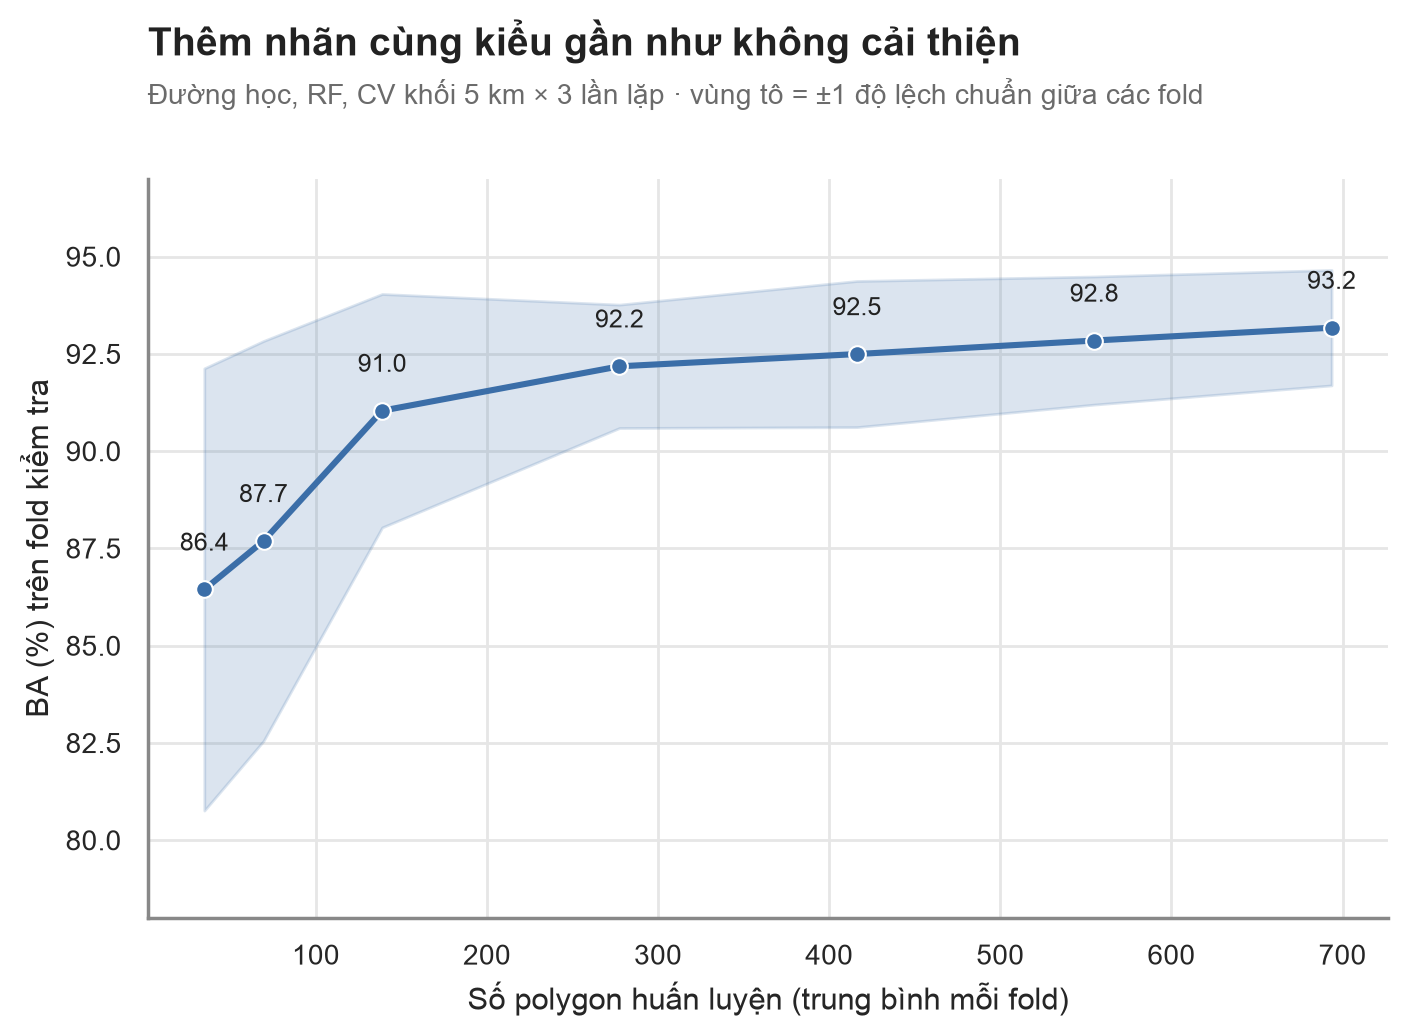 Thêm nhãn cùng kiểu gần như không cải thiện
Đường học, RF, CV khối 5 km × 3 lần lặp · vùng tô = ±1 độ lệch chuẩn giữa các fold
BA (%) trên fold kiểm tra
95.0
92.5
90.0
87.5
85.0
82.5
80.0
86.4
87.7
91.0
92.2
92.5
92.8
93.2
100 200 300 400 500 600 700
Số polygon huấn luyện (trung bình mỗi fold)